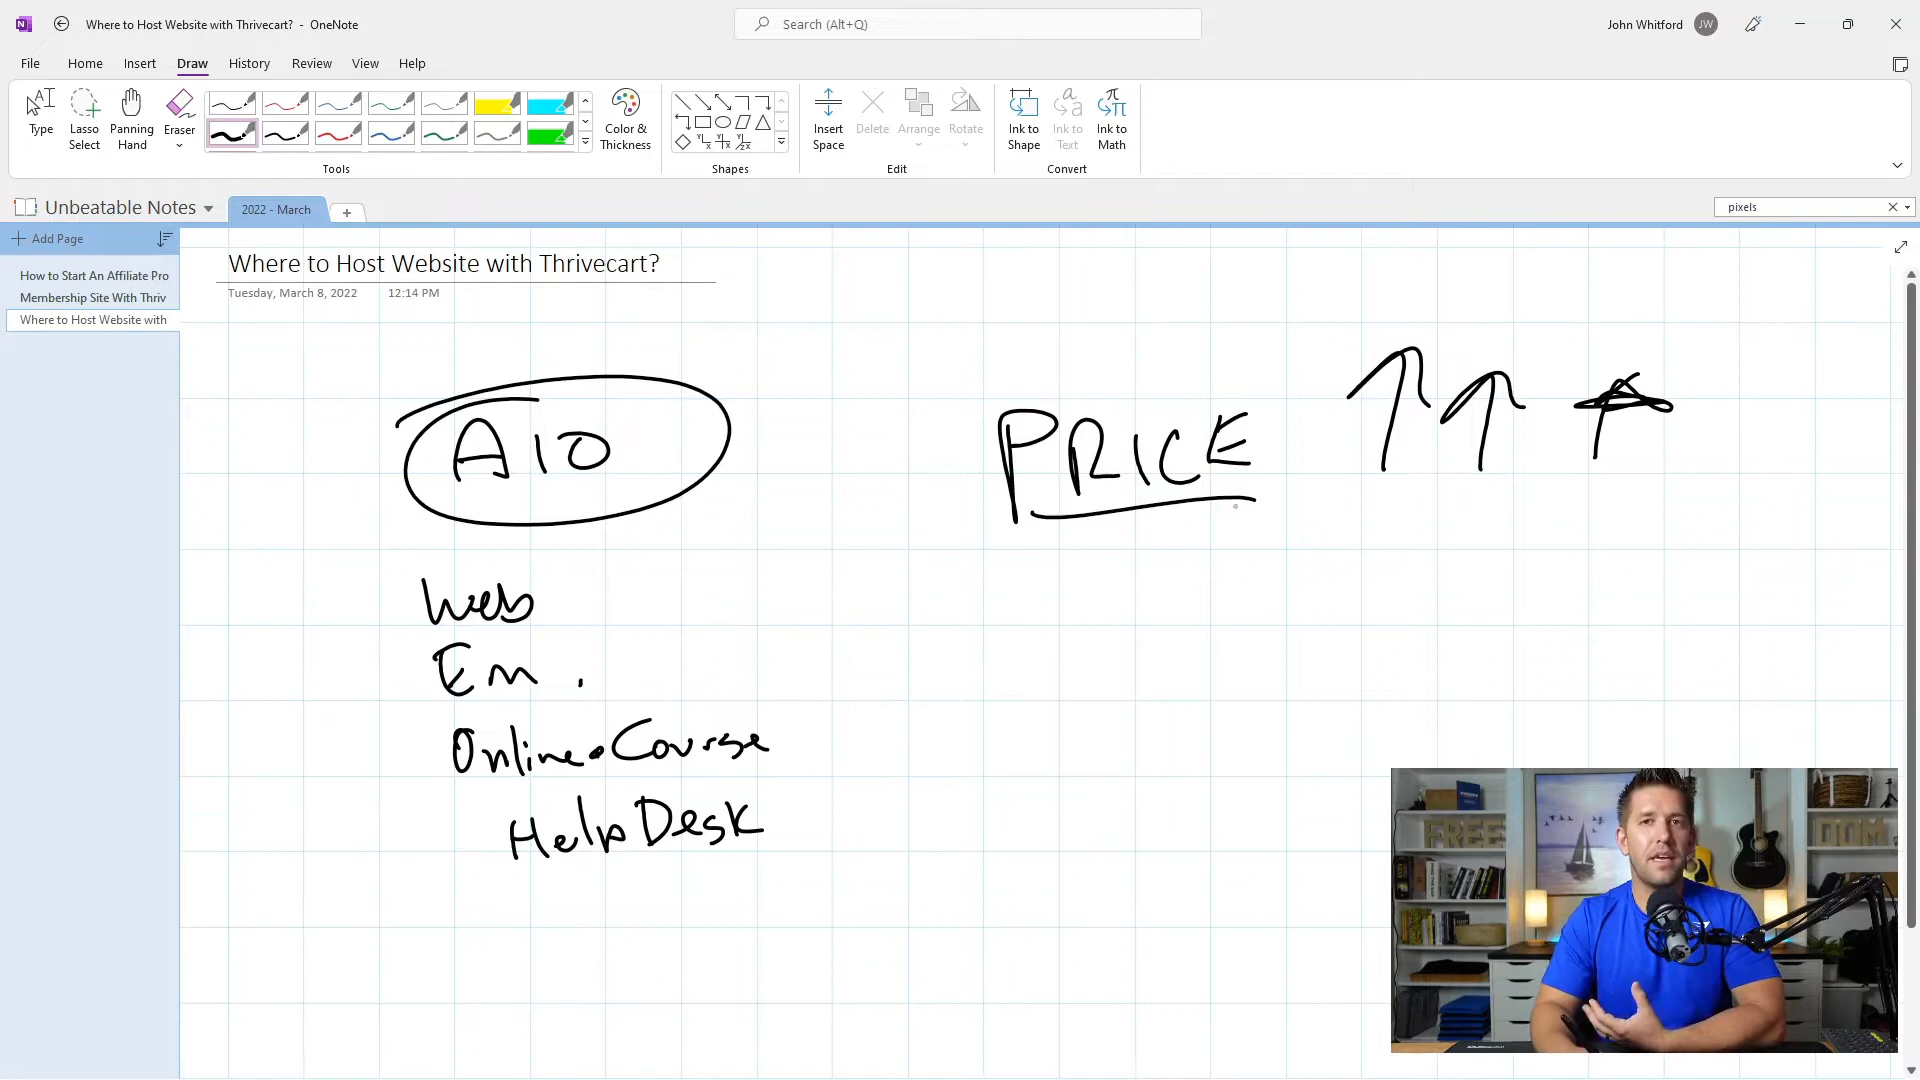 Where to Host Website with Thrivecart? - OneNote
Search (Alt+Q)
John Whitford JW
File Home Insert Draw History Review View Help
Type
Lasso Select
Panning Hand
Eraser
Color & Thickness
Tools
Shapes
Insert Space
Delete
Arrange
Rotate
Edit
Ink to Shape
Ink to Text
Ink to Math
Convert
Unbeatable Notes
2022 - March
pixels
Add Page
How to Start An Affiliate Pro
Membership Site With Thriv
Where to Host Website with
Where to Host Website with Thrivecart?
Tuesday, March 8, 2022 12:14 PM
AIO
PRICE
Web
Em .
Online Course
Help Desk
FREE
DOM